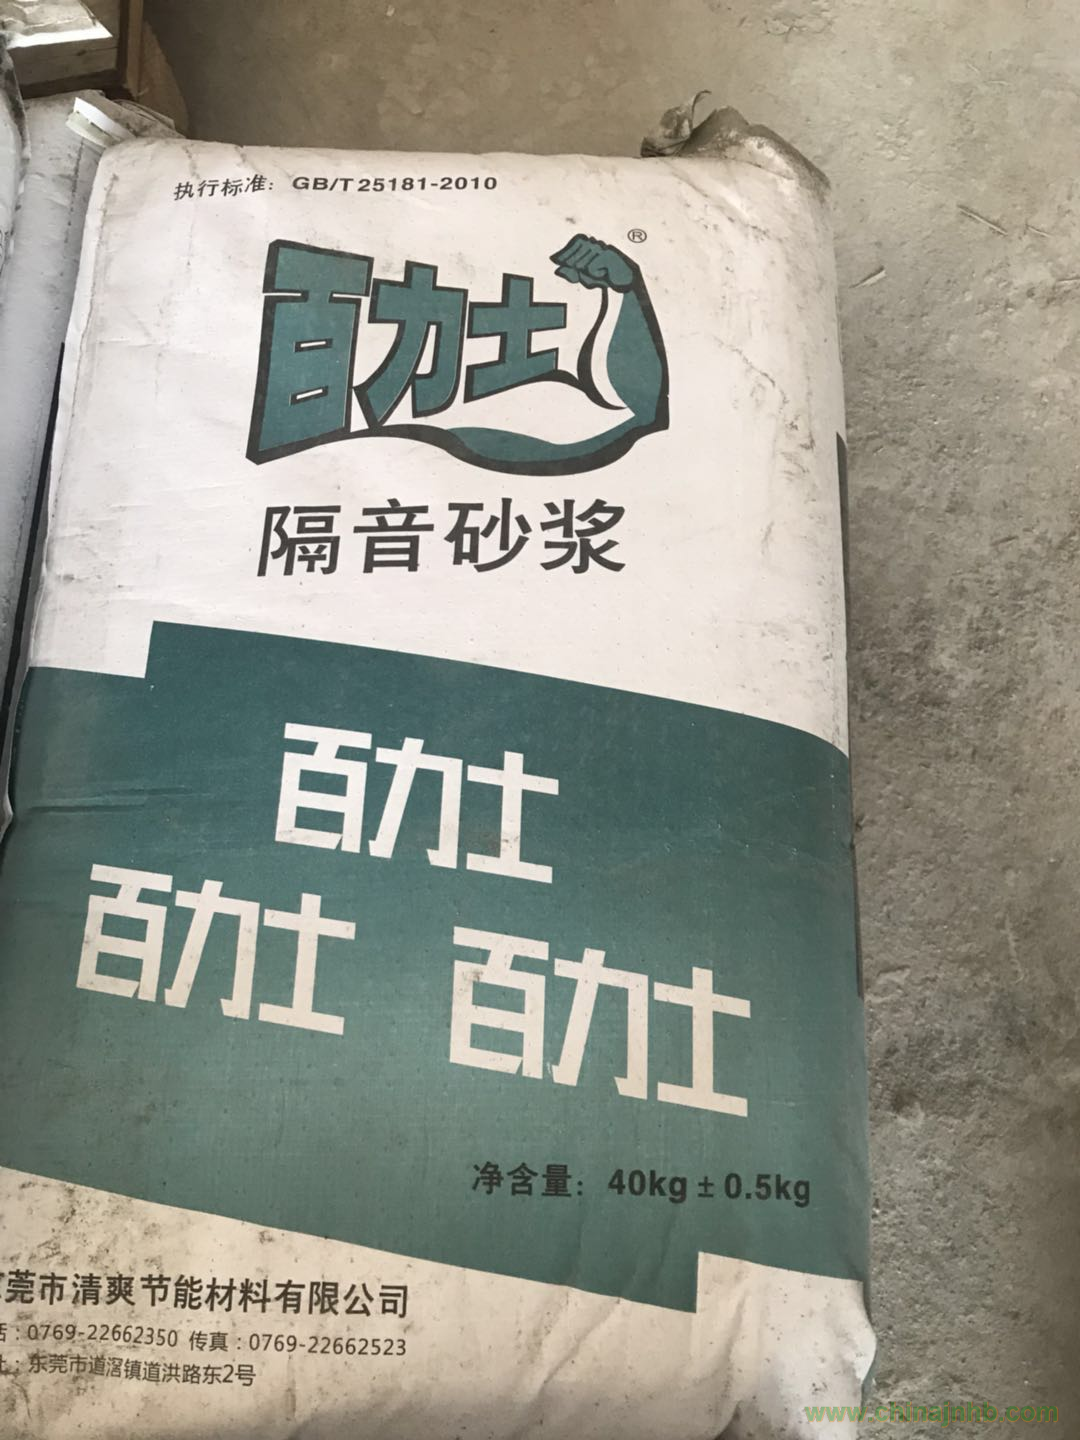 执行标准：GB/T25181-2010
百力士®
隔音砂浆
百力士
百力士 百力士
净含量：40kg±0.5kg
莞市清爽节能材料有限公司
话：0769-22662350 传真：0769-22662523
址：东莞市道滘镇道洪路东2号
www.chinajnhb.com